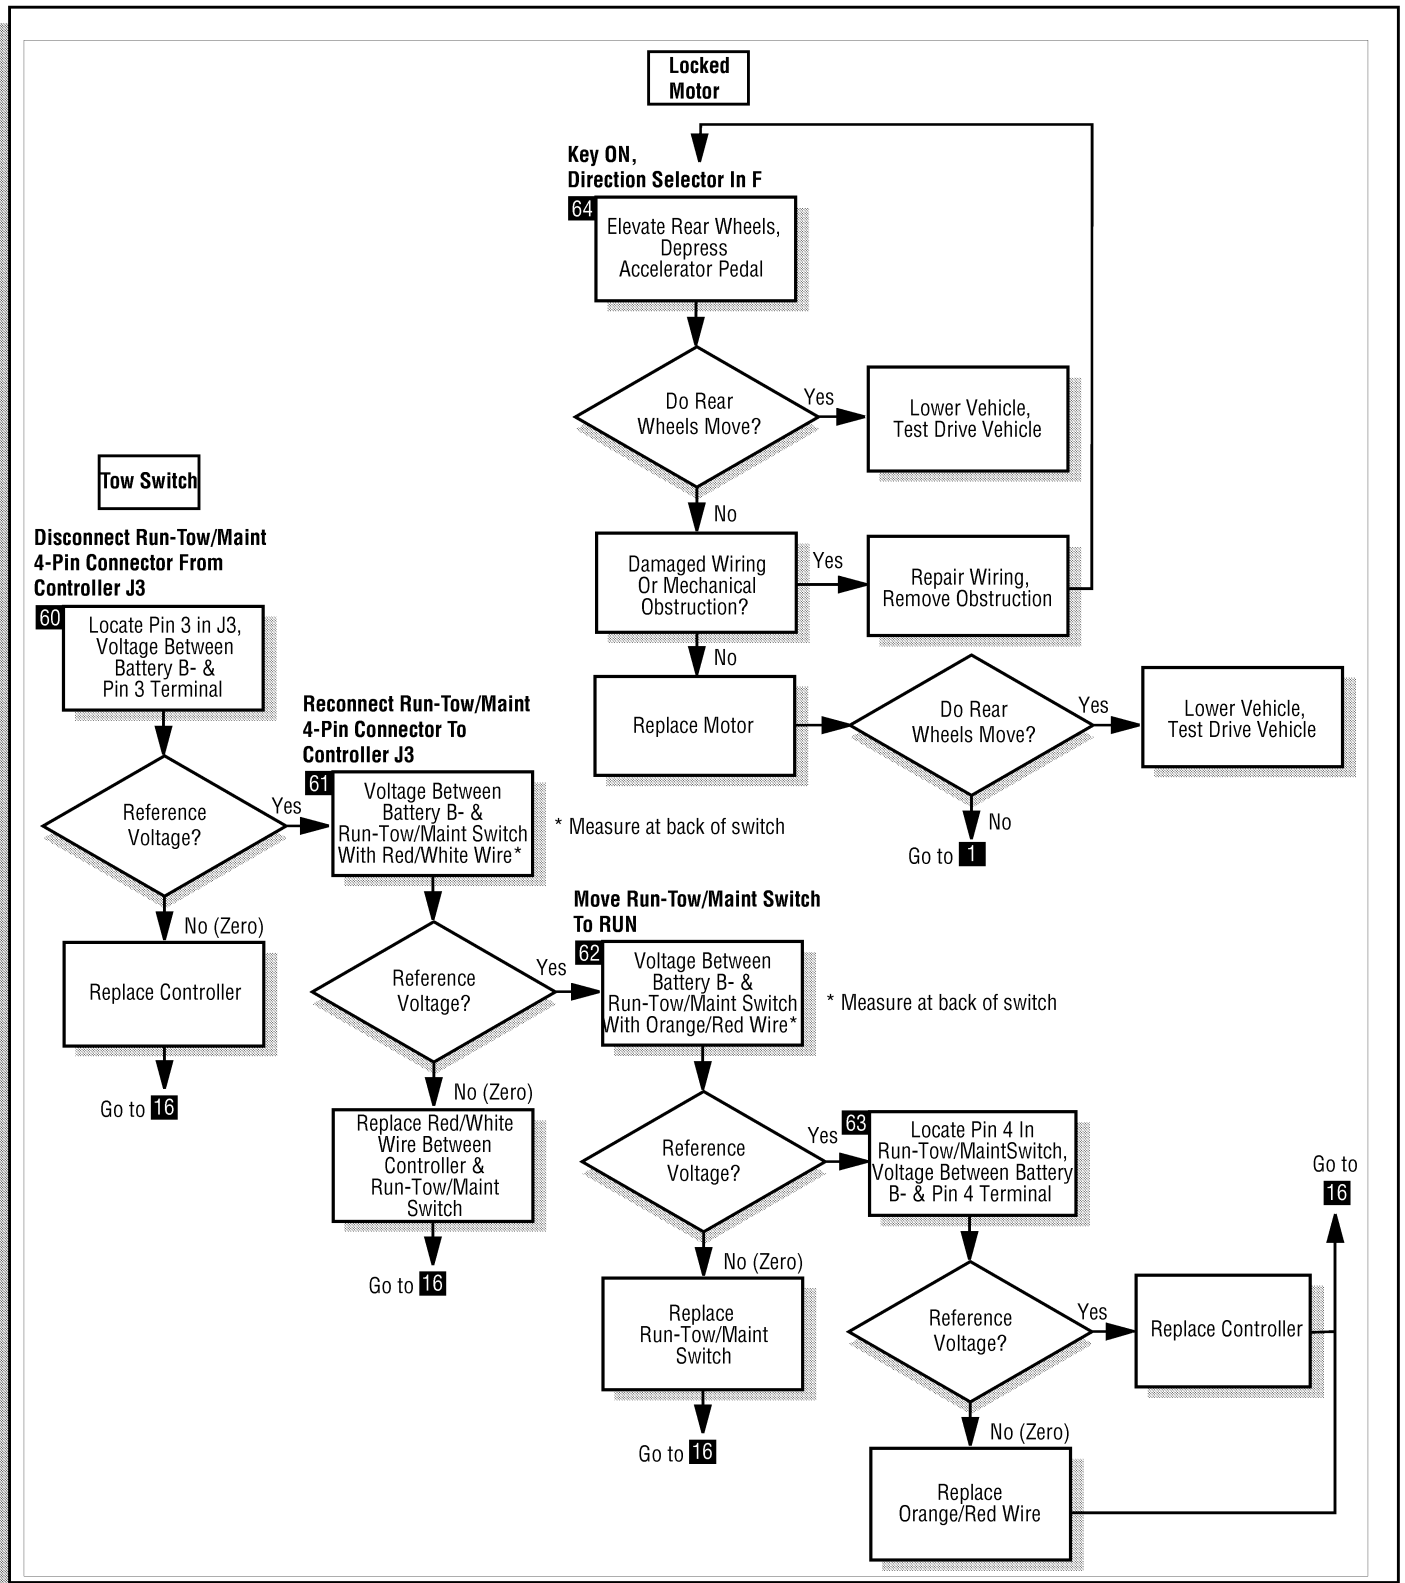 Locked
Motor
Key ON,
Direction Selector In F
64
Elevate Rear Wheels,
Depress
Accelerator Pedal
Do Rear
Wheels Move?
Yes
Lower Vehicle,
Test Drive Vehicle
No
Damaged Wiring
Or Mechanical
Obstruction?
Yes
Repair Wiring,
Remove Obstruction
No
Replace Motor
Do Rear
Wheels Move?
Yes
Lower Vehicle,
Test Drive Vehicle
No
Go to 1
Tow Switch
Disconnect Run-Tow/Maint
4-Pin Connector From
Controller J3
60
Locate Pin 3 in J3,
Voltage Between
Battery B- &
Pin 3 Terminal
Reference
Voltage?
Yes
No (Zero)
Replace Controller
Go to 16
Reconnect Run-Tow/Maint
4-Pin Connector To
Controller J3
61
Voltage Between
Battery B- &
Run-Tow/Maint Switch
With Red/White Wire*
* Measure at back of switch
Reference
Voltage?
Yes
No (Zero)
Replace Red/White
Wire Between
Controller &
Run-Tow/Maint
Switch
Go to 16
Move Run-Tow/Maint Switch
To RUN
62
Voltage Between
Battery B- &
Run-Tow/Maint Switch
With Orange/Red Wire*
* Measure at back of switch
Reference
Voltage?
Yes
No (Zero)
Replace
Run-Tow/Maint
Switch
Go to 16
63
Locate Pin 4 In
Run-Tow/MaintSwitch,
Voltage Between Battery
B- & Pin 4 Terminal
Reference
Voltage?
Yes
Replace Controller
Go to
16
No (Zero)
Replace
Orange/Red Wire